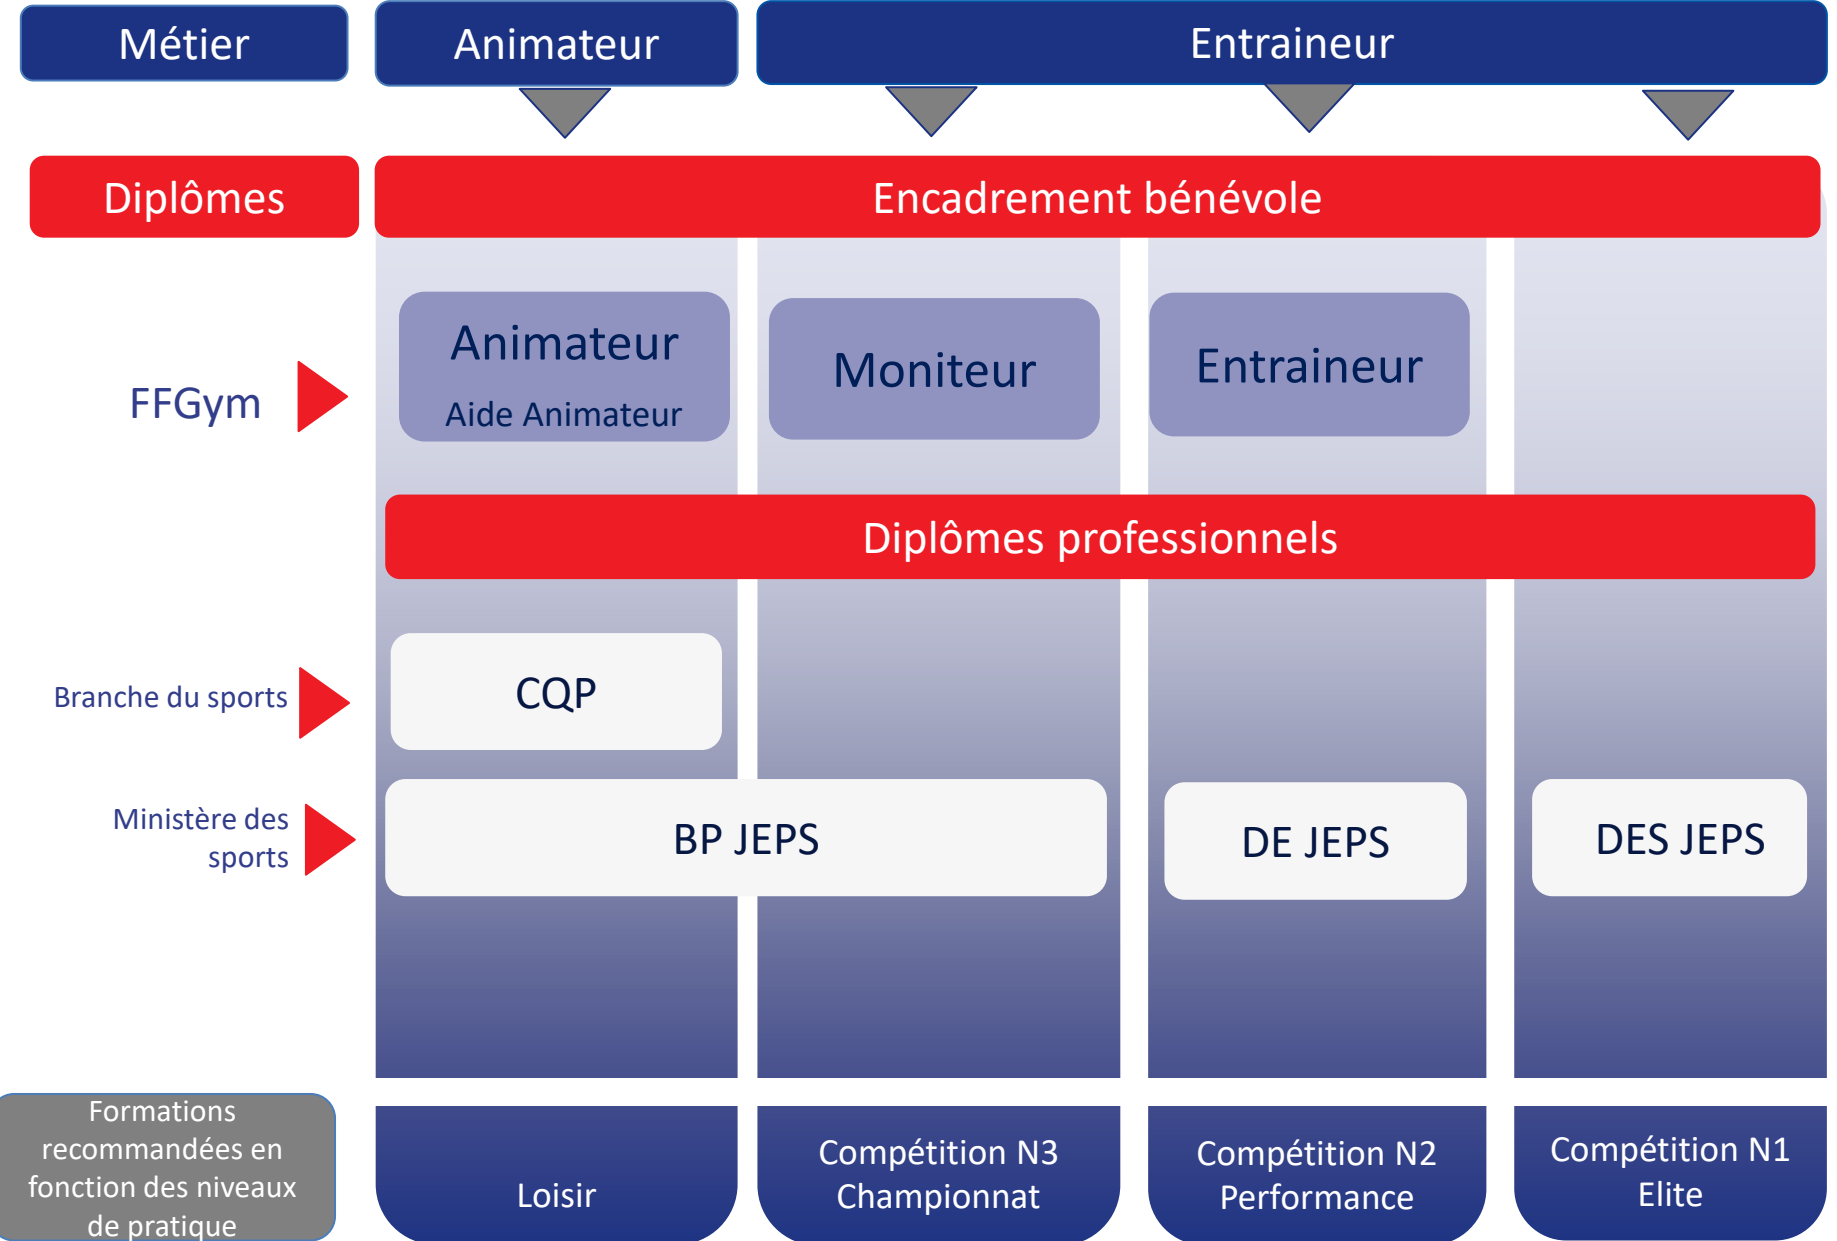 Métier
Animateur
Entraineur
Diplômes
Encadrement bénévole
FFGym
Animateur
Aide Animateur
Moniteur
Entraineur
Diplômes professionnels
Branche du sports
CQP
Ministère des
sports
BP JEPS
DE JEPS
DES JEPS
Formations
recommandées en
fonction des niveaux
de pratique
Loisir
Compétition N3
Championnat
Compétition N2
Performance
Compétition N1
Elite